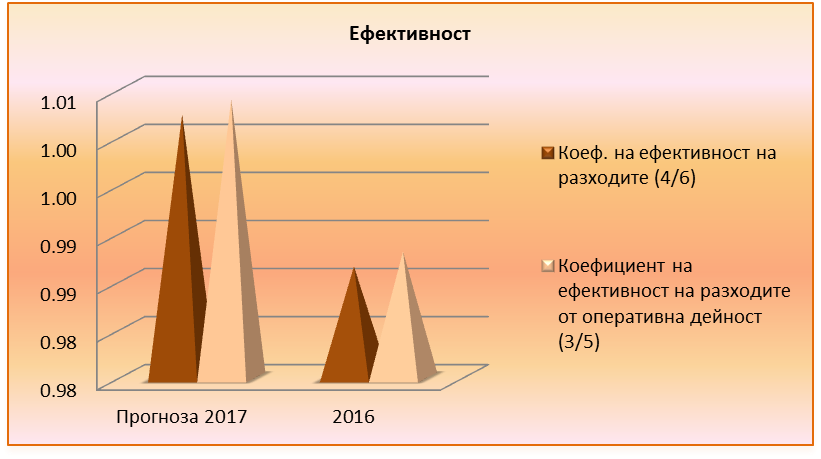 Ефективност
1.01
1.00
1.00
0.99
0.99
0.98
0.98
Прогноза 2017
2016
Коеф. на ефективност на
разходите (4/6)
Коефициент на
ефективност на разходите
от оперативна дейност
(3/5)